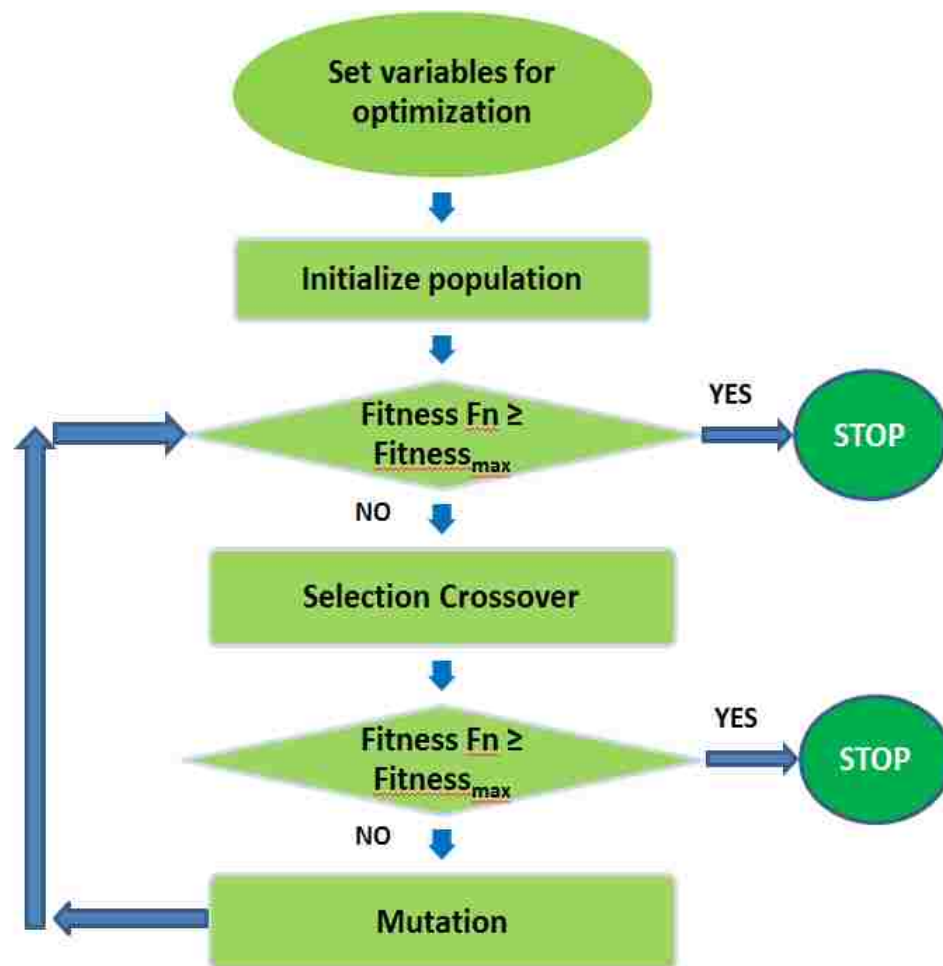 Set variables for
optimization
Initialize population
Fitness Fn ≥
Fitnessmax
YES
STOP
NO
Selection Crossover
Fitness Fn ≥
Fitnessmax
YES
STOP
NO
Mutation